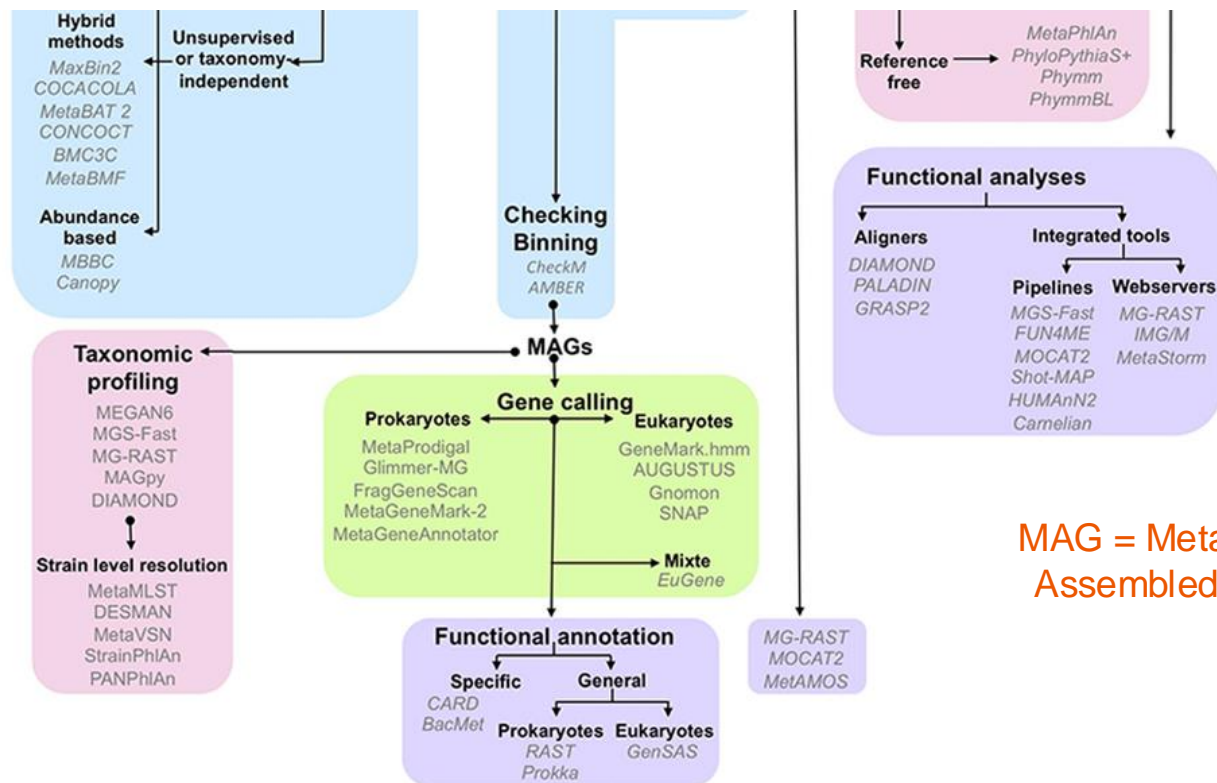 Hybrid
methods
MaxBin2
COCACOLA
MetaBAT 2
CONCOCT
BMC3C
MetaBMF
Unsupervised
or taxonomy-
independent
Abundance
based
MBBC
Canopy
Checking
Binning
CheckM
AMBER
MAGs
Taxonomic
profiling
MEGAN6
MGS-Fast
MG-RAST
MAGpy
DIAMOND
Strain level resolution
MetaMLST
DESMAN
MetaVSN
StrainPhlAn
PANPhlAn
Gene calling
Prokaryotes
MetaProdigal
Glimmer-MG
FragGeneScan
MetaGeneMark-2
MetaGeneAnnotator
Eukaryotes
GeneMark.hmm
AUGUSTUS
Gnomon
SNAP
Mixte
EuGene
Functional annotation
Specific
CARD
BacMet
General
Prokaryotes
RAST
Prokka
Eukaryotes
GenSAS
MG-RAST
MOCAT2
MetAMOS
Reference
free
MetaPhlAn
PhyloPythiaS+
Phymm
PhymmBL
Functional analyses
Aligners
DIAMOND
PALADIN
GRASP2
Integrated tools
Pipelines
MGS-Fast
FUN4ME
MOCAT2
Shot-MAP
HUMAnN2
Carnelian
Webservers
MG-RAST
IMG/M
MetaStorm
MAG = Meta
Assembled